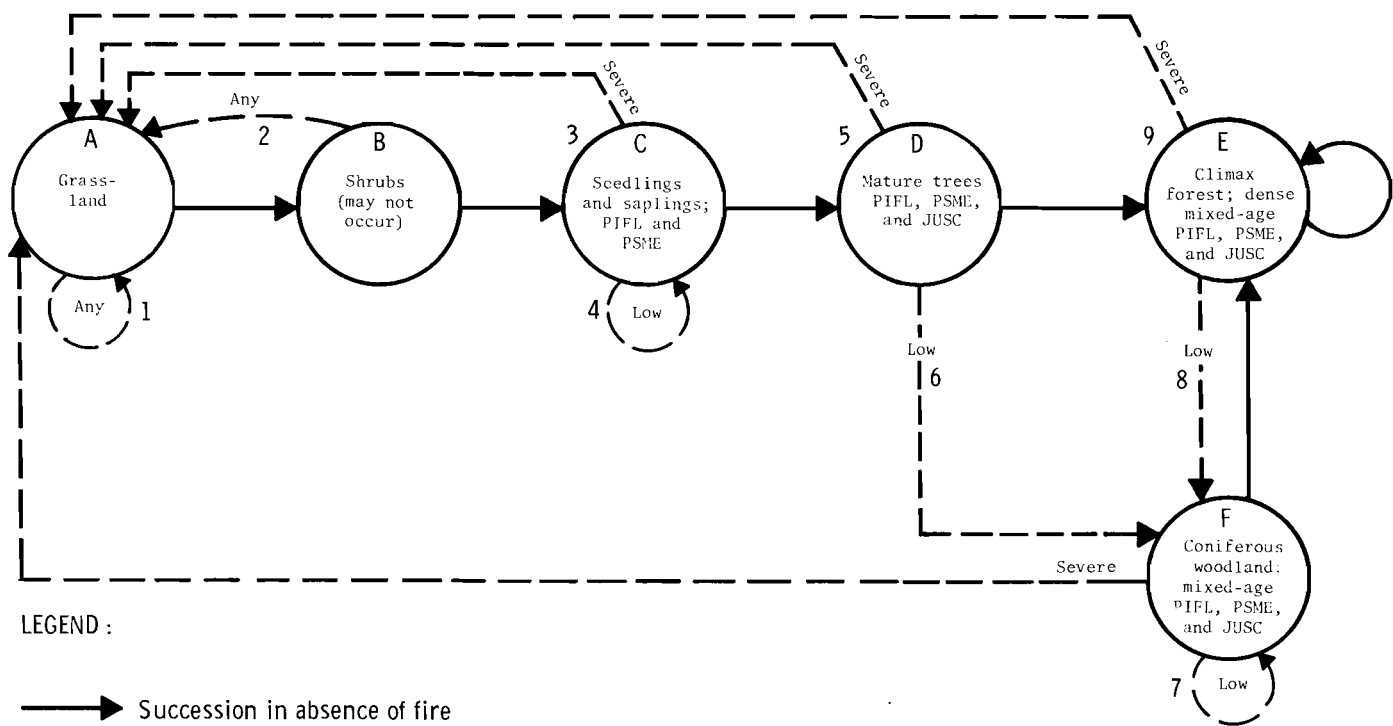 Severe
Severe
Severe
Any
2
3
5
9
A
Grass-
land
B
Shrubs
(may not
occur)
C
Seedlings
and saplings;
PIFL and
PSME
D
Mature trees
PIFL, PSME,
and JUSC
E
Climax
forest; dense
mixed-age
PIFL, PSME,
and JUSC
Any
1
4
Low
Low
6
Low
8
F
Coniferous
woodland;
mixed-age
PIFL, PSME,
and JUSC
Severe
7
Low
LEGEND :
Succession in absence of fire